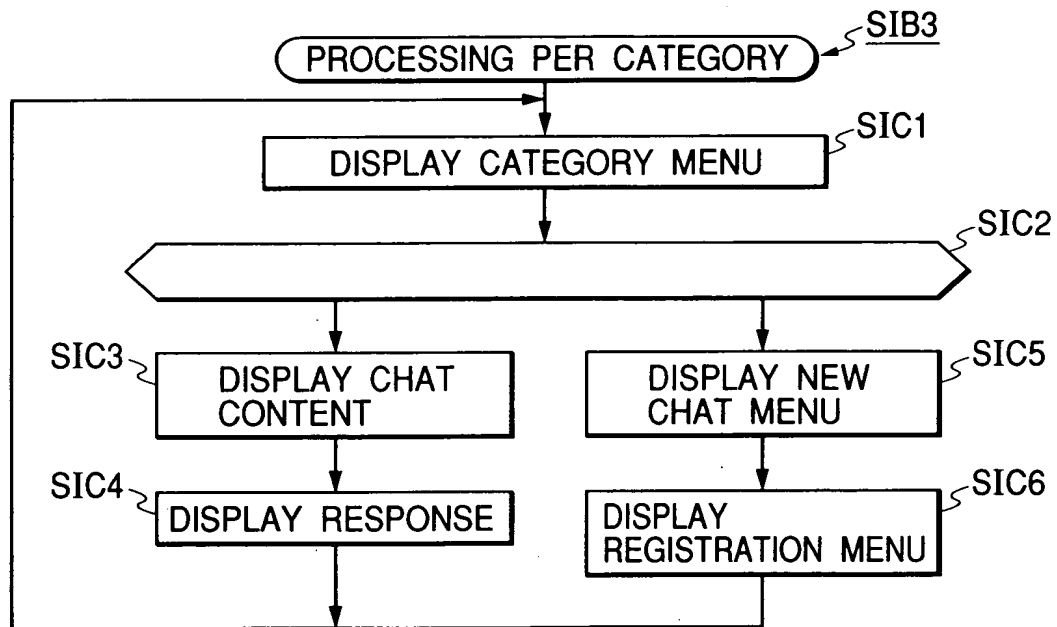 SIB3
PROCESSING PER CATEGORY
SIC1
DISPLAY CATEGORY MENU
SIC2
SIC3
DISPLAY CHAT
CONTENT
SIC5
DISPLAY NEW
CHAT MENU
SIC4
DISPLAY RESPONSE
SIC6
DISPLAY
REGISTRATION MENU